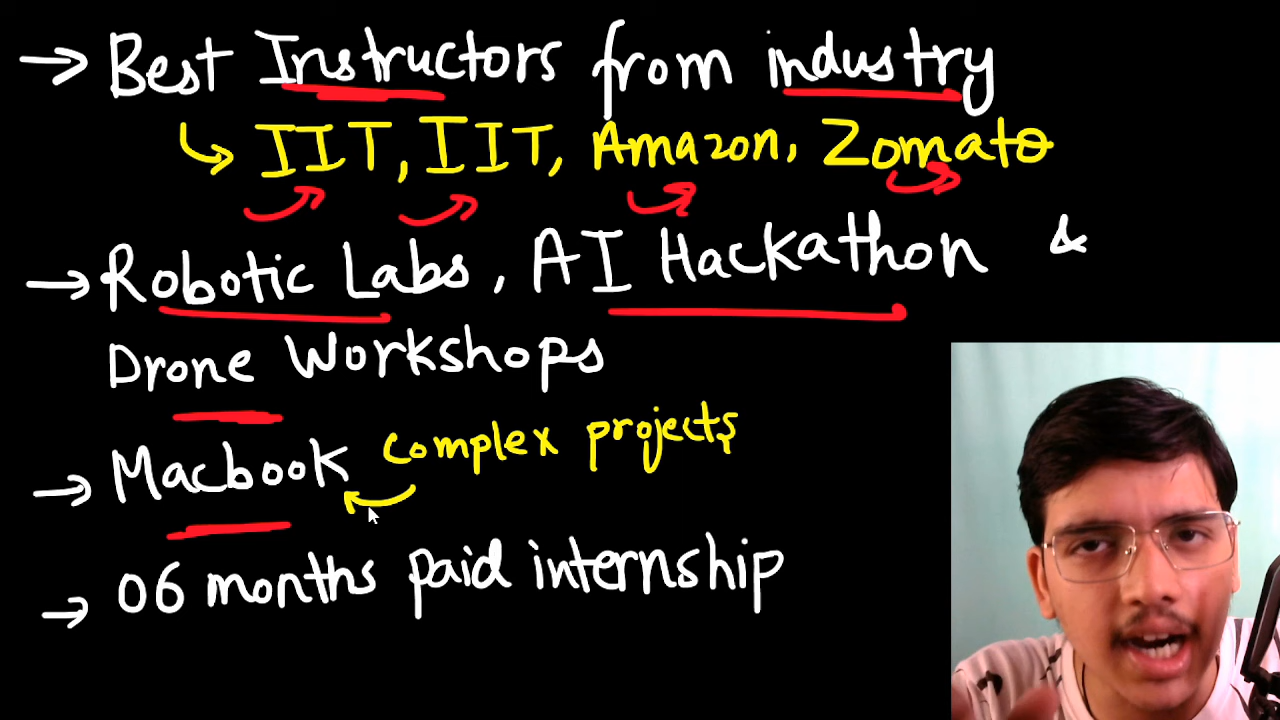 → Best Instructors from industry
↳ IIT, IIT, Amazon, Zomato
→ Robotic Labs, AI Hackathon &
Drone Workshops
→ Macbook complex projects
→ 06 months paid internship